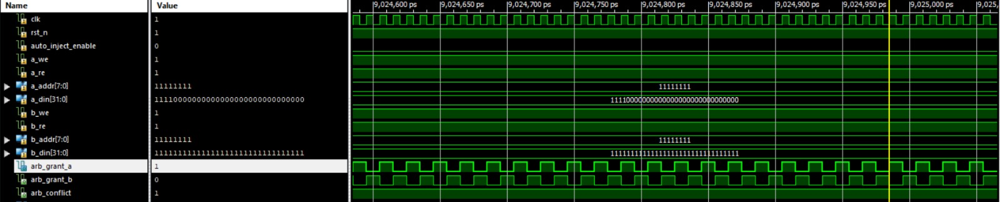 Name Value 9,024,600 ps 9,024,650 ps 9,024,700 ps 9,024,750 ps 9,024,800 ps 9,024,850 ps 9,024,900 ps 9,024,950 ps 9,025,000 ps 9,025,
clk 1
rst_n 1
auto_inject_enable 0
a_we 1
a_re 1
a_addr[7:0] 11111111 11111111
a_din[31:0] 11110000000000000000000000000000 11110000000000000000000000000000
b_we 1
b_re 1
b_addr[7:0] 11111111 11111111
b_din[31:0] 11111111111111111111111111111111 11111111111111111111111111111111
arb_grant_a 1
arb_grant_b 0
arb_conflict 1